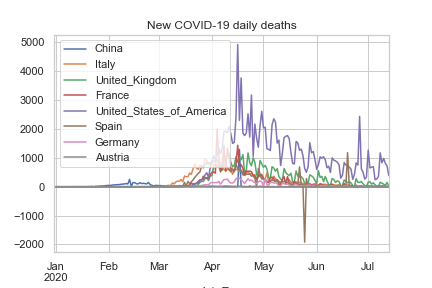 New COVID-19 daily deaths
5000
4000
3000
2000
1000
0
−1000
−2000
China
Italy
United_Kingdom
France
United_States_of_America
Spain
Germany
Austria
Jan
2020
Feb
Mar
Apr
May
Jun
Jul